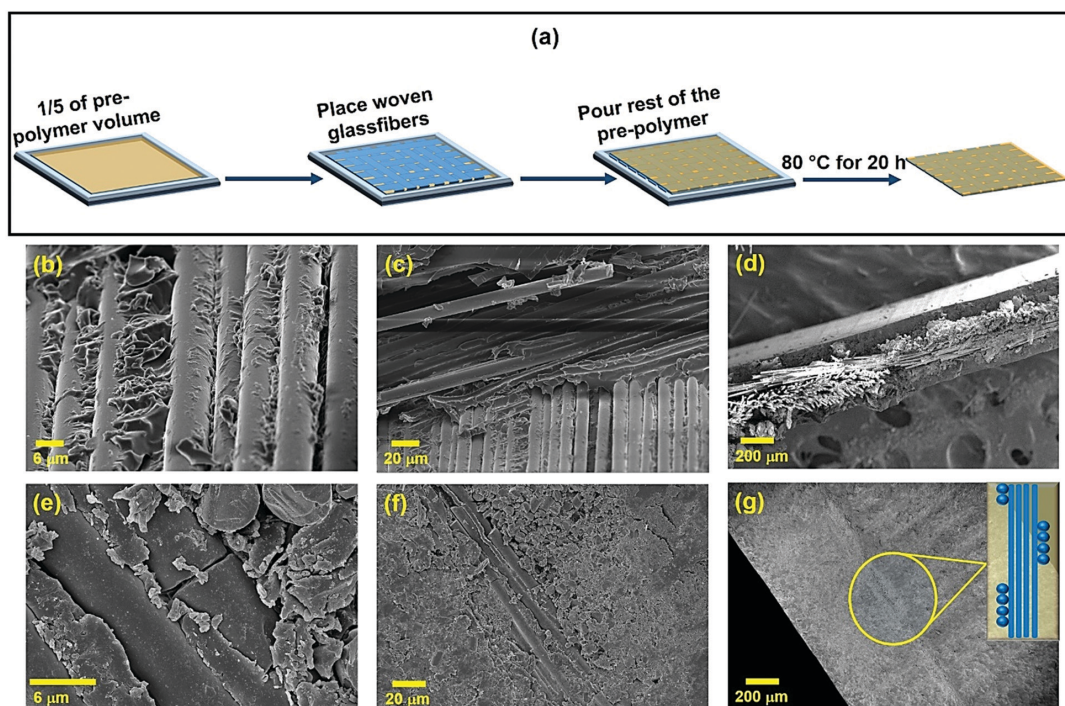 (a)
1/5 of pre-
polymer volume
Place woven
glassfibers
Pour rest of the
pre-polymer
80 °C for 20 h
(b)
6 μm
(c)
20 μm
(d)
200 μm
(e)
6 μm
(f)
20 μm
(g)
200 μm